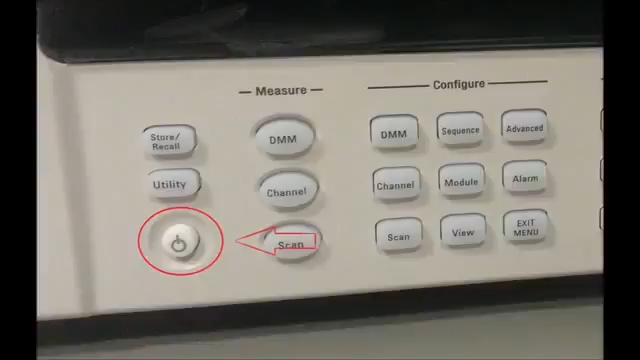 Measure
Configure
Store/
Recall
DMM
DMM
Sequence
Advanced
Utility
Channel
Channel
Module
Alarm
Scan
Scan
View
EXIT
MENU